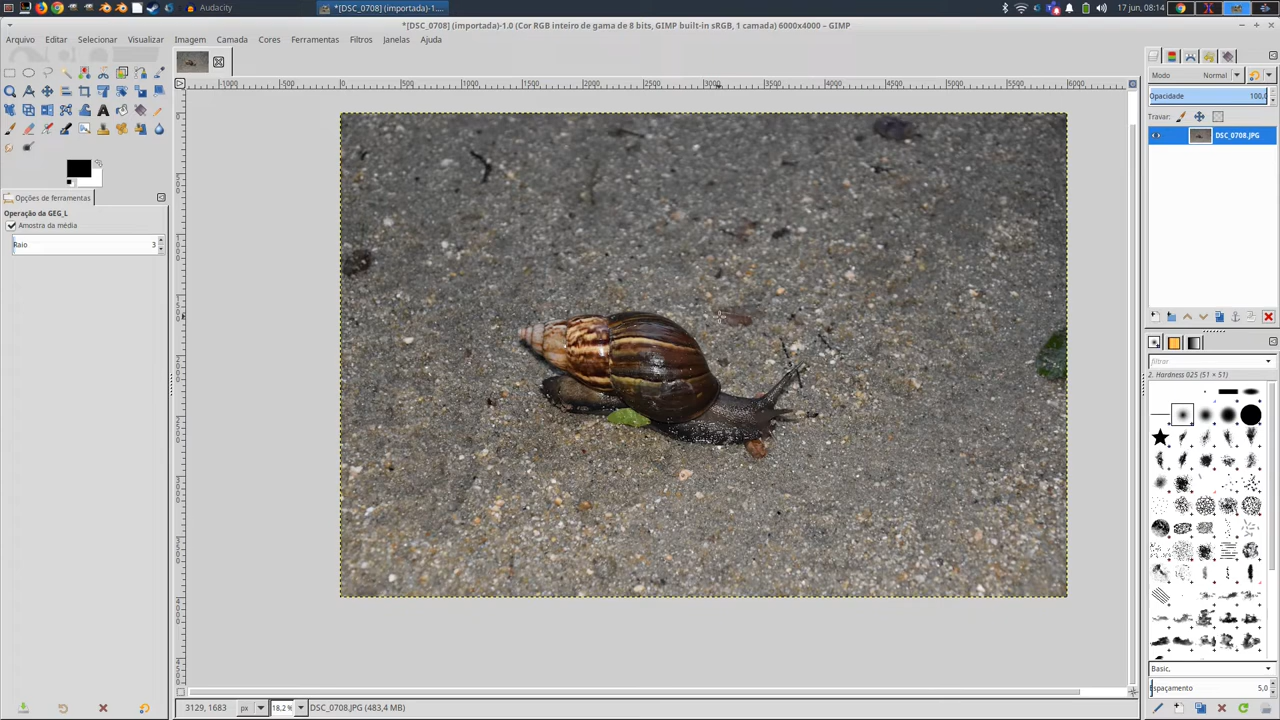 Audacity
*[DSC_0708] (importada)-1....
17 jun, 08:14
*[DSC_0708] (importada)-1.0 (Cor RGB inteiro de gama de 8 bits, GIMP built-in sRGB, 1 camada) 6000x4000 – GIMP
Arquivo Editar Selecionar Visualizar Imagem Camada Cores Ferramentas Filtros Janelas Ajuda
Modo Normal
Opacidade 100,0
Travar:
DSC_0708.JPG
Opções de ferramentas
Operação da GEG_L
Amostra da média
Raio 3
filtrar
2. Hardness 025 (51 × 51)
Basic,
Espaçamento 5,0
3129, 1683 px 18,2% DSC_0708.JPG (483,4 MB)